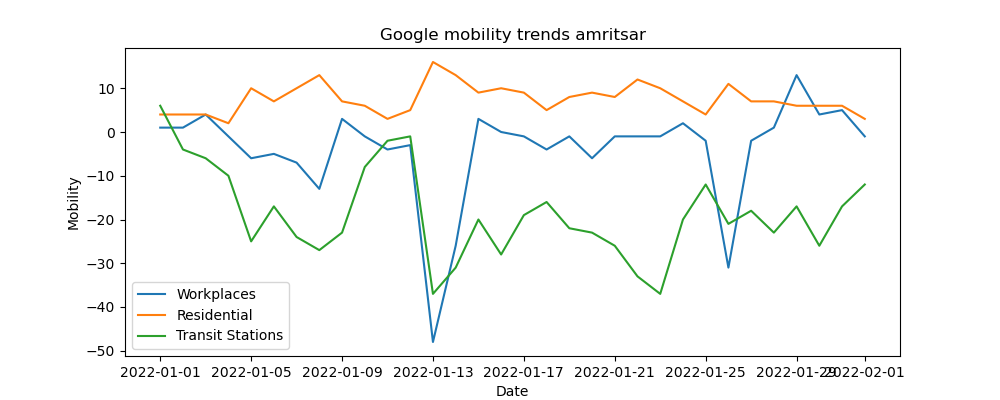 Google mobility trends amritsar
Mobility
10
0
−10
−20
−30
−40
−50
Workplaces
Residential
Transit Stations
2022-01-01 2022-01-05 2022-01-09 2022-01-13 2022-01-17 2022-01-21 2022-01-25 2022-01-29 2022-02-01
Date